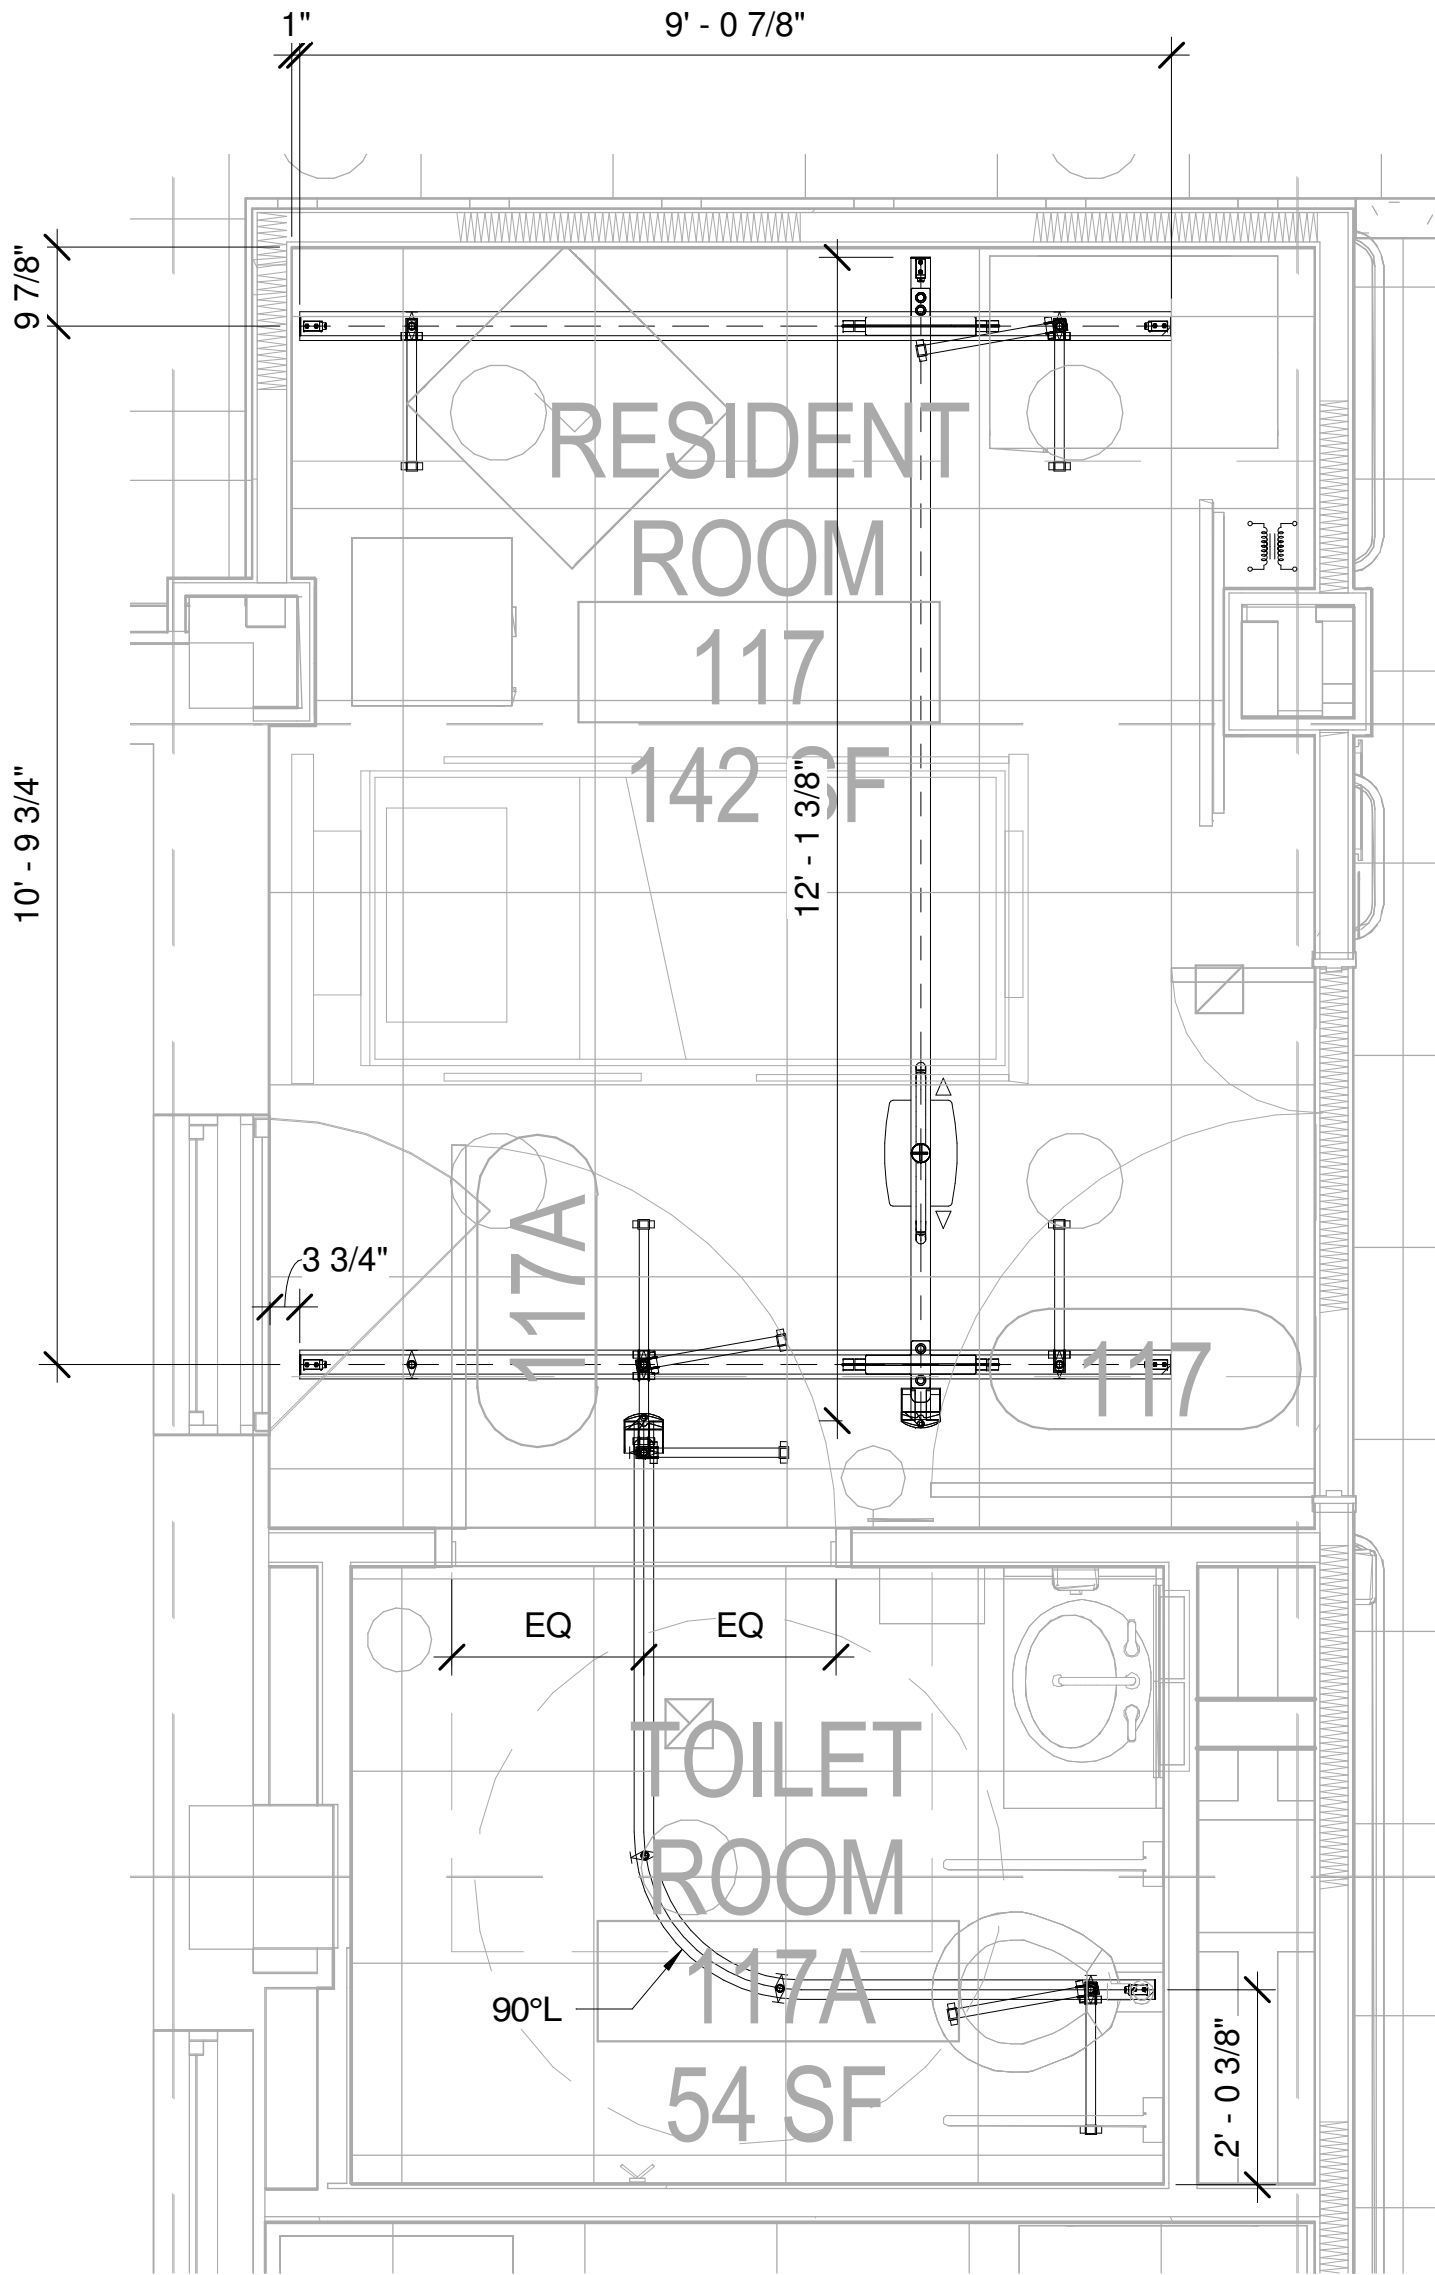 1"
9' - 0 7/8"
9 7/8"
RESIDENT
ROOM
117
142 SF
10' - 9 3/4"
12' - 1 3/8"
117A
3 3/4"
117
EQ
EQ
TOILET
ROOM
117A
54 SF
90°L
2' - 0 3/8"